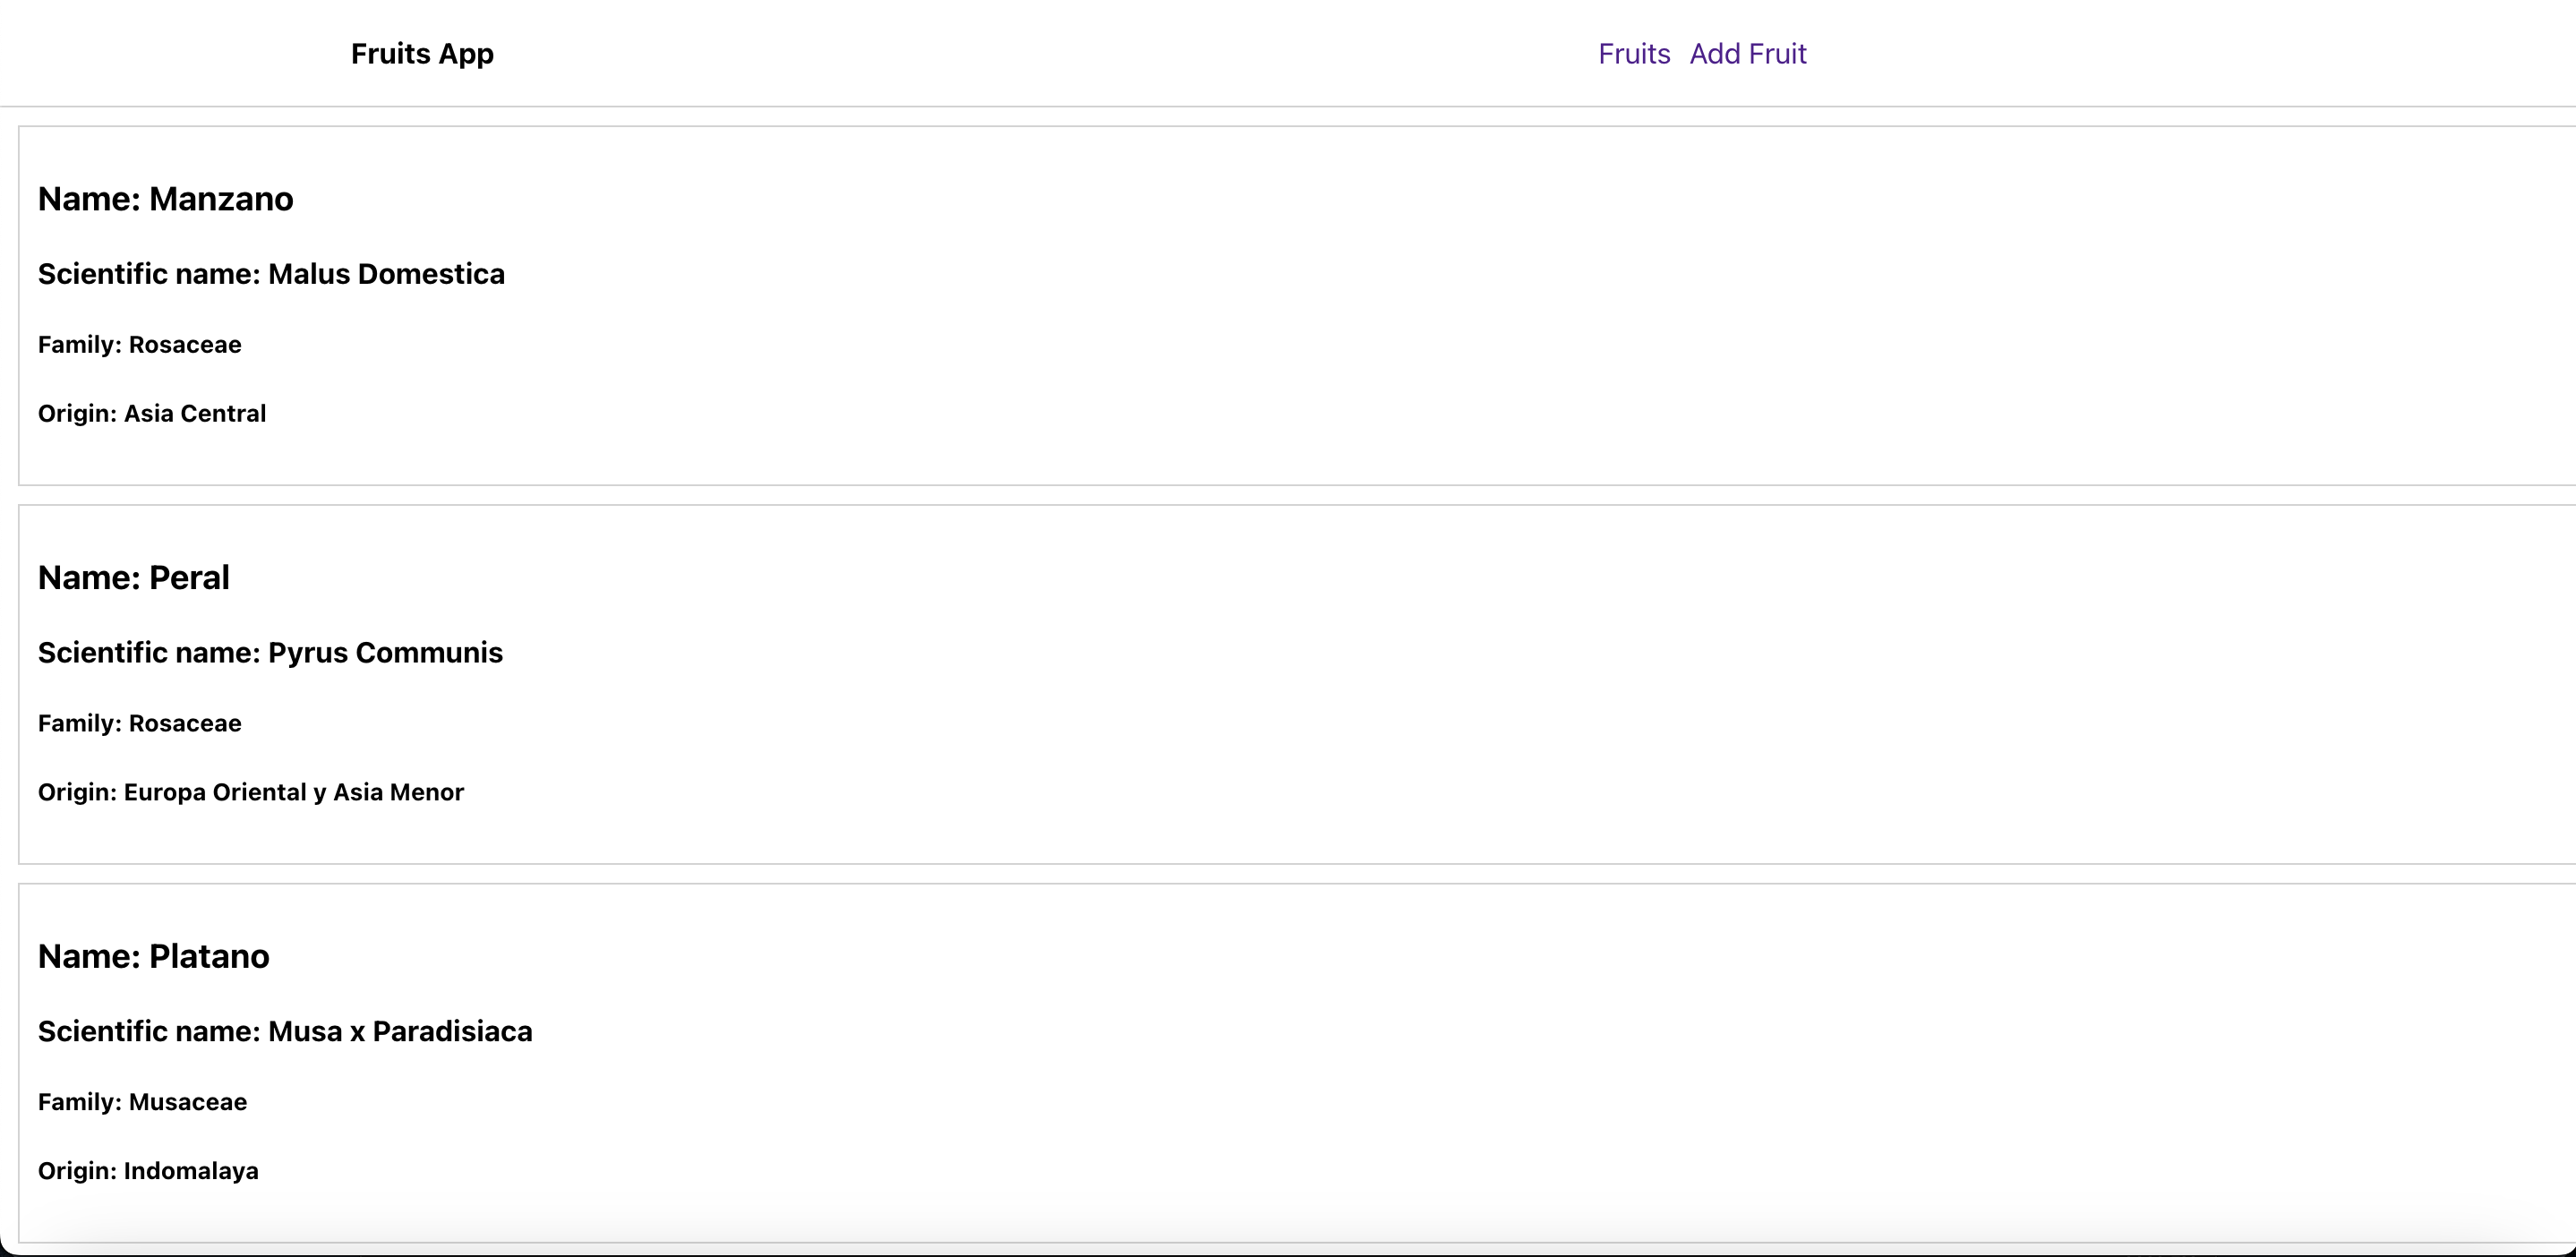 Fruits App
Fruits Add Fruit
Name: Manzano
Scientific name: Malus Domestica
Family: Rosaceae
Origin: Asia Central
Name: Peral
Scientific name: Pyrus Communis
Family: Rosaceae
Origin: Europa Oriental y Asia Menor
Name: Platano
Scientific name: Musa x Paradisiaca
Family: Musaceae
Origin: Indomalaya